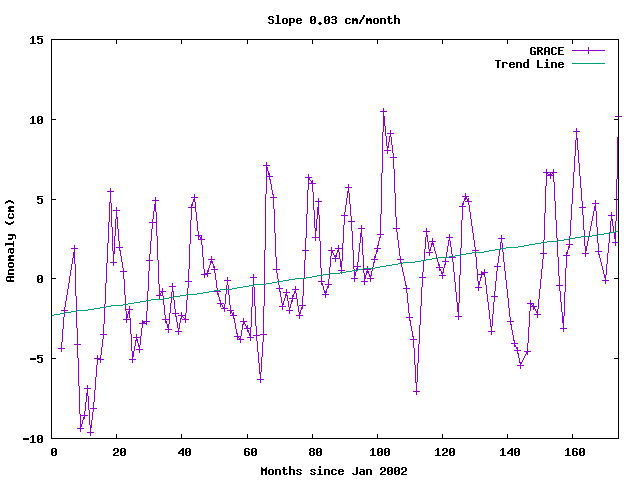 Slope 0.03 cm/month
15
GRACE
Trend Line
10
5
Anomaly (cm)
0
-5
-10
0 20 40 60 80 100 120 140 160
Months since Jan 2002